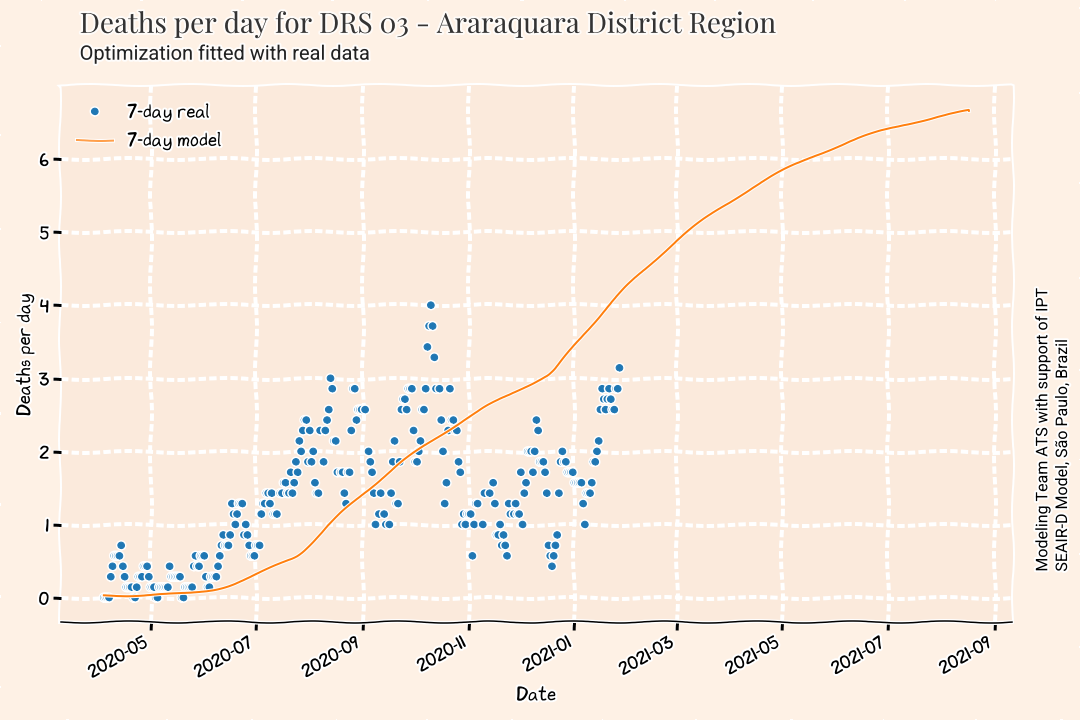 Deaths per day for DRS 03 - Araraquara District Region
Optimization fitted with real data
7-day real
7-day model
6
5
4
3
2
1
0
Deaths per day
2020-05
2020-07
2020-09
2020-11
2021-01
2021-03
2021-05
2021-07
2021-09
Date
Modeling Team ATS with support of IPT
SEAIR-D Model, São Paulo, Brazil